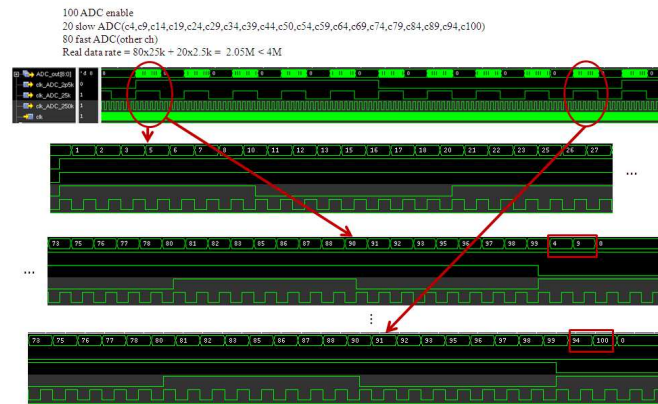 100 ADC enable
20 slow ADC(c4,c9,c14,c19,c24,c29,c34,c39,c44,c50,c54,c59,c64,c69,c74,c79,c84,c89,c94,c100)
80 fast ADC(other ch)
Real data rate = 80x25k + 20x2.5k = 2.05M < 4M
ADC_out[8:0] 'd 0
clk_ADC_2p5k 0
clk_ADC_25k 1
clk_ADC_250k 1
clk 1
1 2 3 5 6 7 8 10 11 12 13 15 16 17 18 20 21 22 23 25 26 27
...
73 75 76 77 78 80 81 82 83 85 86 87 88 90 91 92 93 95 96 97 98 99 4 9 0
...
⋮
73 75 76 77 78 80 81 82 83 85 86 87 88 90 91 92 93 95 96 97 98 99 94 100 0